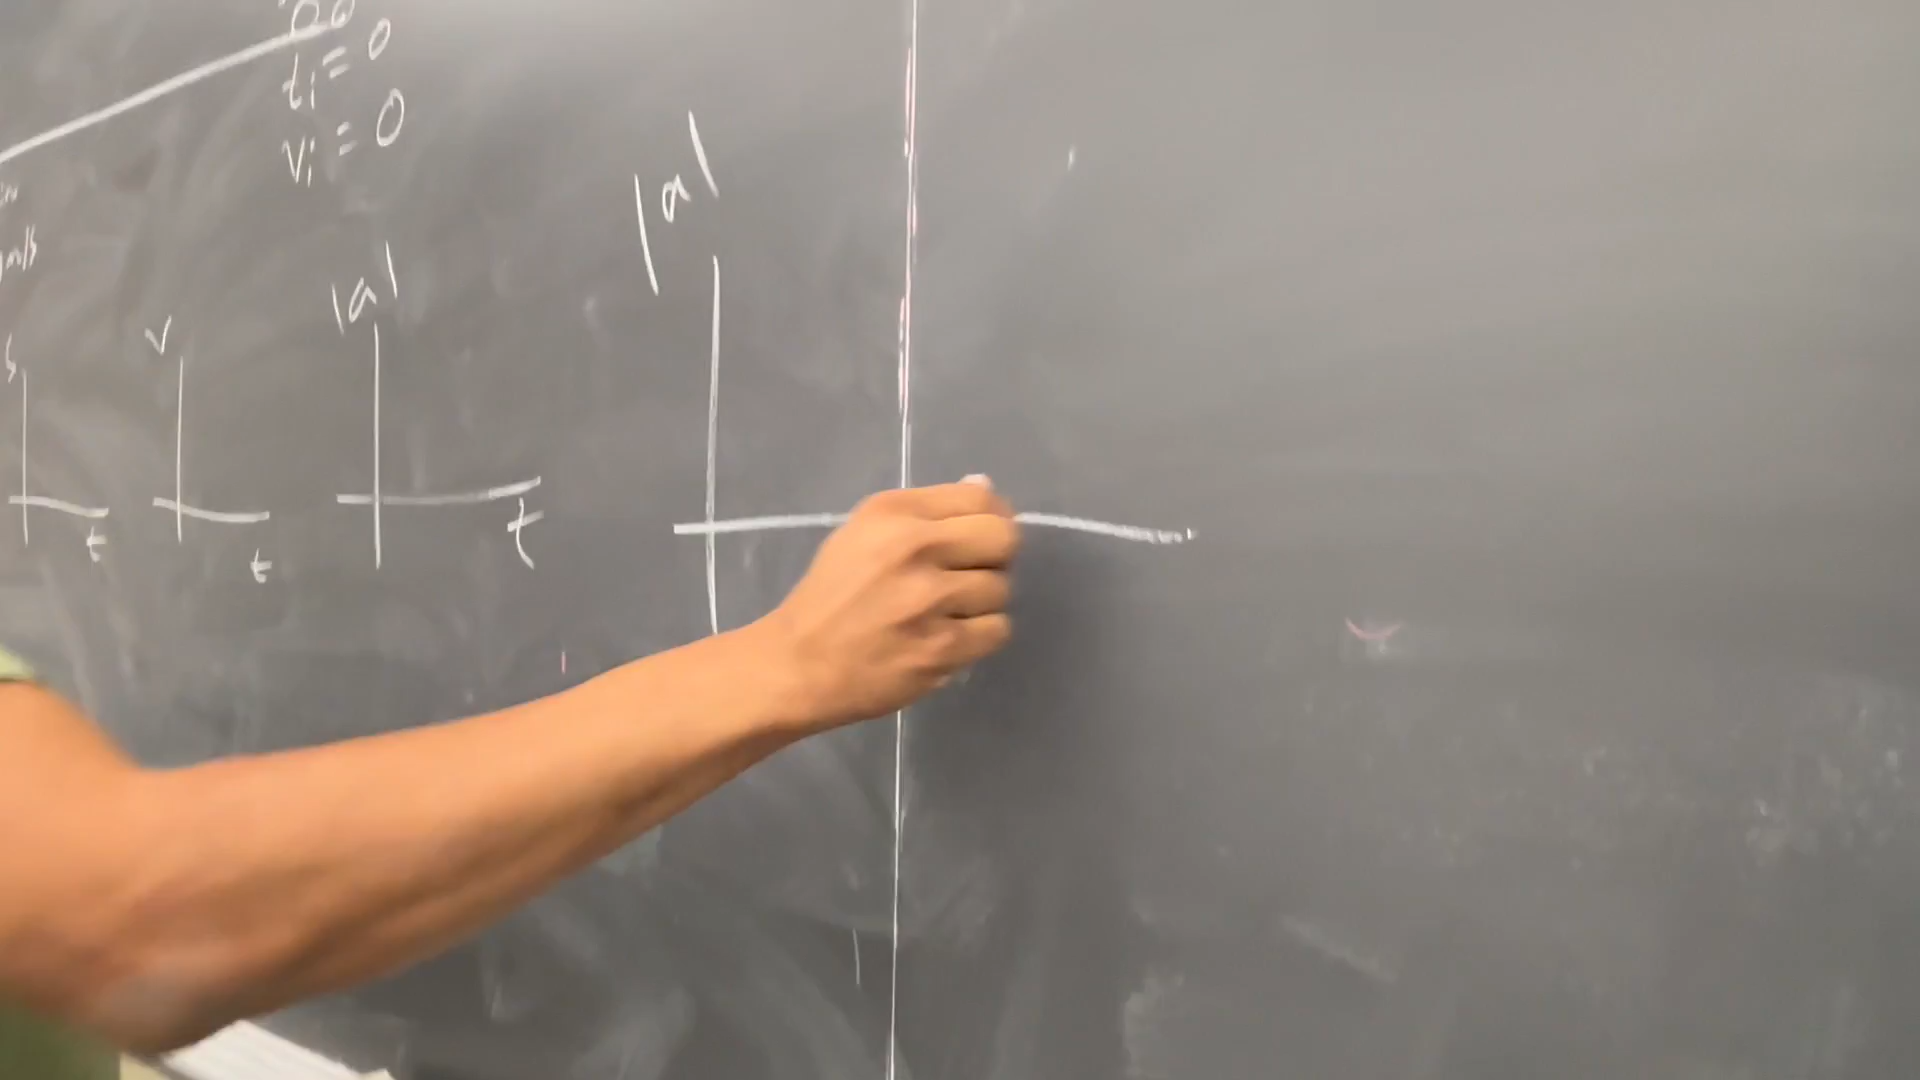 ti = 0
vi = 0
m/s
|a|
|a|
v
s
t
t
t